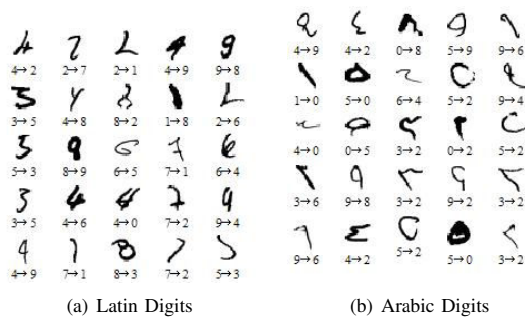 4→2 2→7 2→1 4→9 9→8
3→5 4→8 8→2 1→8 2→6
5→3 8→9 6→5 7→1 6→4
3→5 4→6 4→0 7→2 9→4
4→9 7→1 8→3 7→2 5→3
(a) Latin Digits
4→9 4→2 0→8 5→9 9→6
1→0 5→0 6→4 5→2 9→4
4→0 0→5 3→2 0→2 5→2
3→6 9→8 3→2 9→2 3→2
9→6 4→2 5→2 5→0 3→2
(b) Arabic Digits